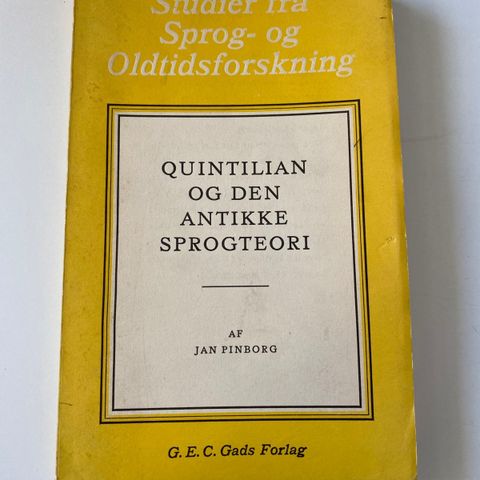 Studier fra
Sprog- og
Oldtidsforskning
QUINTILIAN
OG DEN
ANTIKKE
SPROGTEORI
AF
JAN PINBORG
G. E. C. Gads Forlag